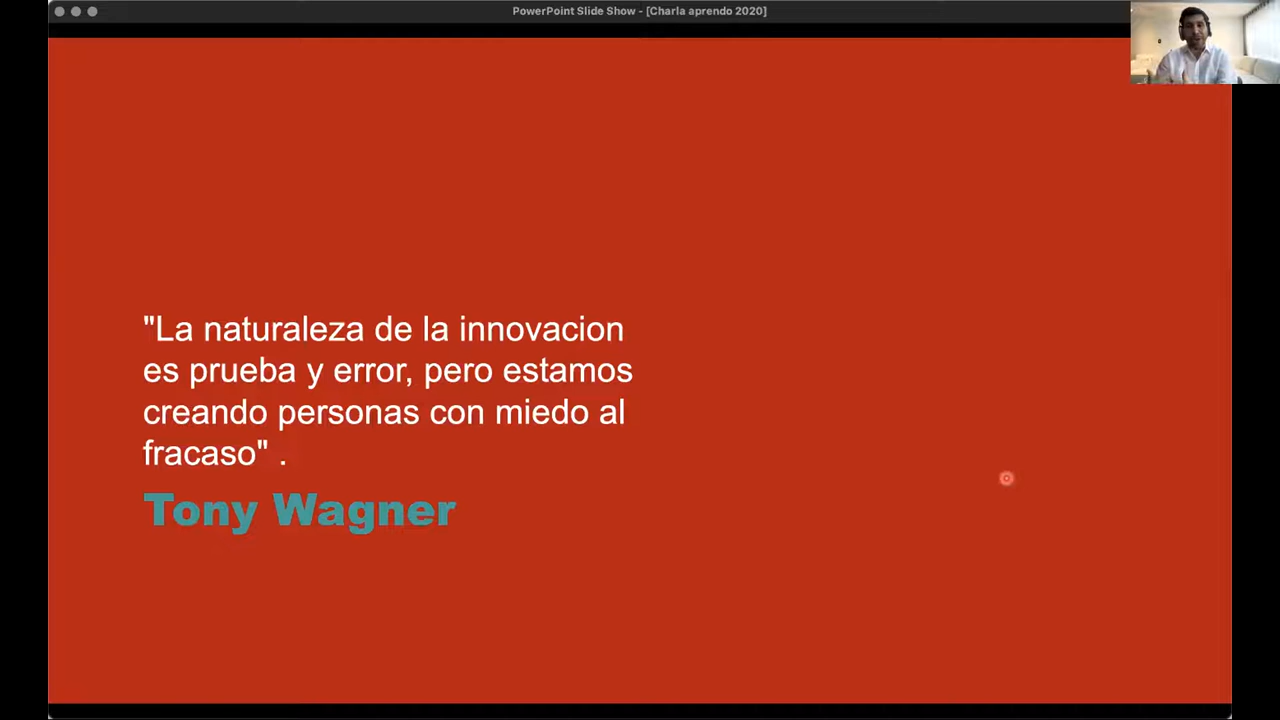 PowerPoint Slide Show - [Charla aprendo 2020]
"La naturaleza de la innovacion
es prueba y error, pero estamos
creando personas con miedo al
fracaso" .
Tony Wagner